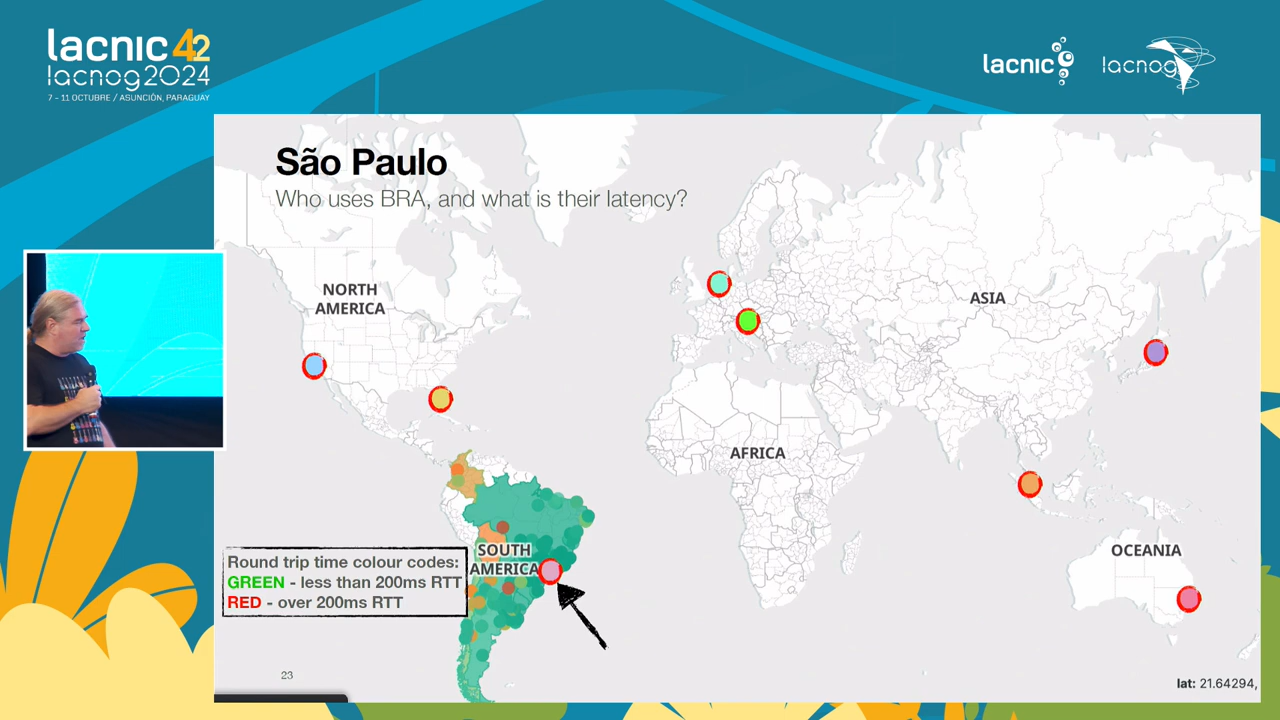 lacnic 42
lacnog2024
7 - 11 OCTUBRE / ASUNCIÓN, PARAGUAY
lacnic
lacnog
São Paulo
Who uses BRA, and what is their latency?
NORTH
AMERICA
ASIA
AFRICA
SOUTH
AMERICA
OCEANIA
Round trip time colour codes:
GREEN - less than 200ms RTT
RED - over 200ms RTT
23
lat: 21.64294,